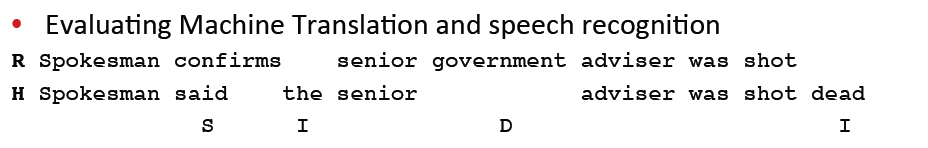 • Evaluating Machine Translation and speech recognition
R Spokesman confirms    senior government adviser was shot
H Spokesman said    the senior            adviser was shot dead
              S      I              D                        I